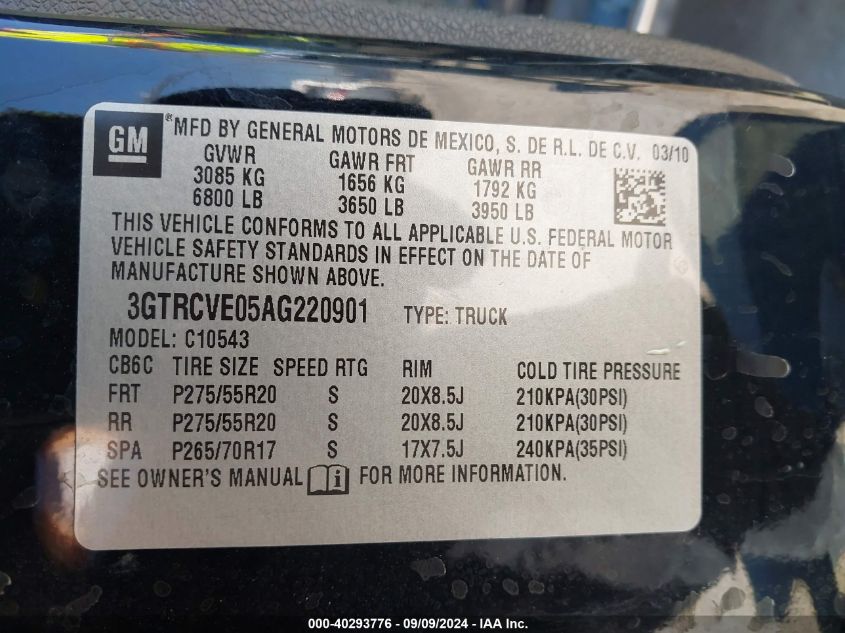 GM ® MFD BY GENERAL MOTORS DE MEXICO, S. DE R.L. DE C.V. 03/10
GVWR GAWR FRT GAWR RR
3085 KG 1656 KG 1792 KG
6800 LB 3650 LB 3950 LB
THIS VEHICLE CONFORMS TO ALL APPLICABLE U.S. FEDERAL MOTOR
VEHICLE SAFETY STANDARDS IN EFFECT ON THE DATE OF
MANUFACTURE SHOWN ABOVE.
3GTRCVE05AG220901 TYPE: TRUCK
MODEL: C10543
CB6C TIRE SIZE SPEED RTG RIM COLD TIRE PRESSURE
FRT P275/55R20 S 20X8.5J 210KPA(30PSI)
RR P275/55R20 S 20X8.5J 210KPA(30PSI)
SPA P265/70R17 S 17X7.5J 240KPA(35PSI)
SEE OWNER'S MANUAL i FOR MORE INFORMATION.
000-40293776 - 09/09/2024 - IAA Inc.